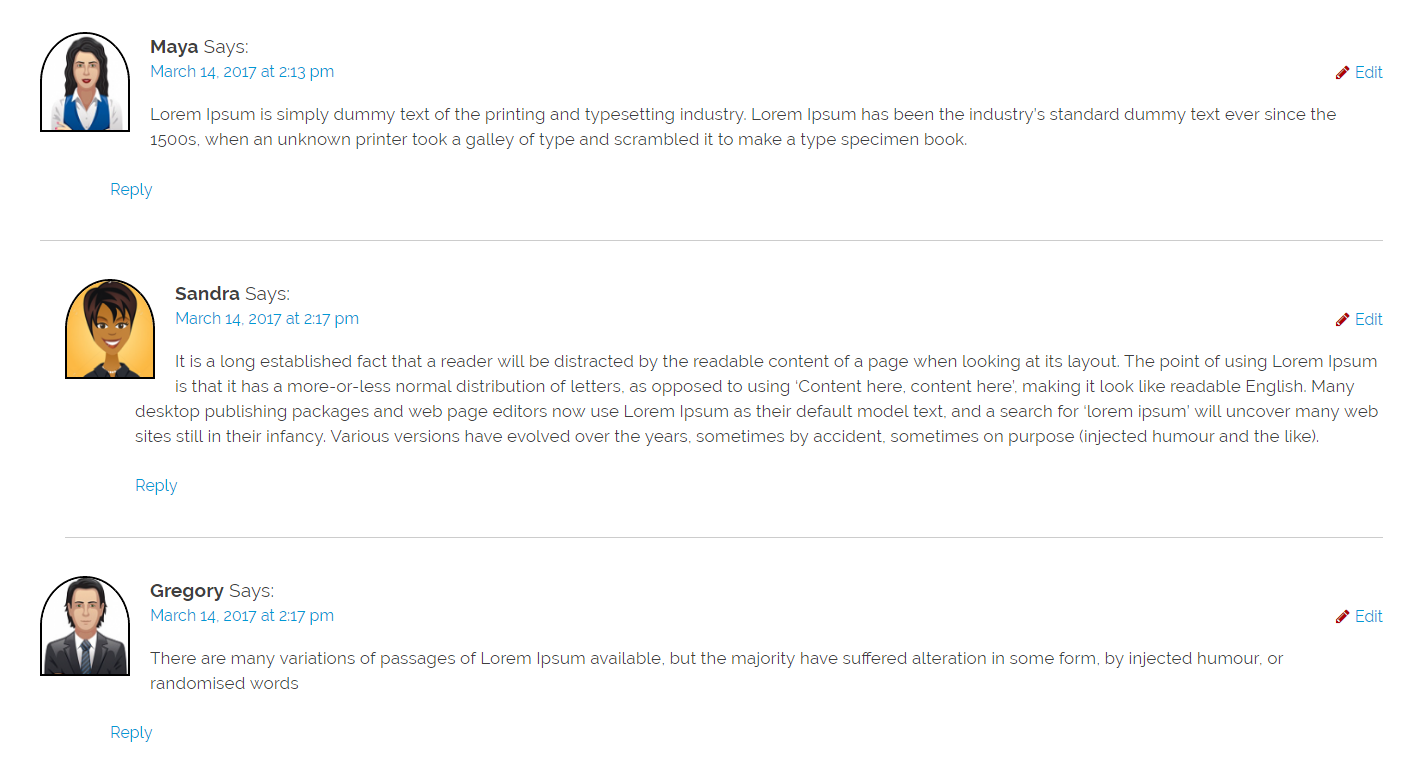 Maya Says:
March 14, 2017 at 2:13 pm
Edit
Lorem Ipsum is simply dummy text of the printing and typesetting industry. Lorem Ipsum has been the industry’s standard dummy text ever since the
1500s, when an unknown printer took a galley of type and scrambled it to make a type specimen book.
Reply
Sandra Says:
March 14, 2017 at 2:17 pm
Edit
It is a long established fact that a reader will be distracted by the readable content of a page when looking at its layout. The point of using Lorem Ipsum
is that it has a more-or-less normal distribution of letters, as opposed to using ‘Content here, content here’, making it look like readable English. Many
desktop publishing packages and web page editors now use Lorem Ipsum as their default model text, and a search for ‘lorem ipsum’ will uncover many web
sites still in their infancy. Various versions have evolved over the years, sometimes by accident, sometimes on purpose (injected humour and the like).
Reply
Gregory Says:
March 14, 2017 at 2:17 pm
Edit
There are many variations of passages of Lorem Ipsum available, but the majority have suffered alteration in some form, by injected humour, or
randomised words
Reply